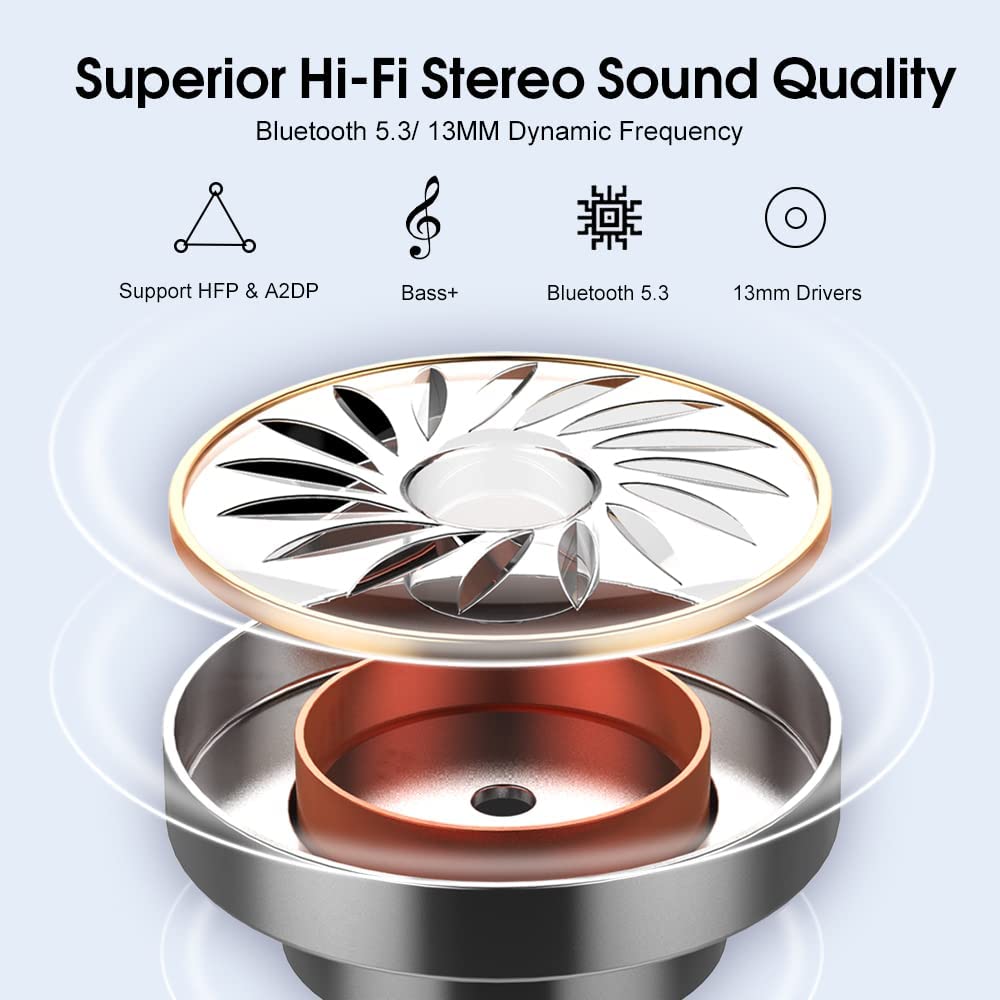 Superior Hi-Fi Stereo Sound Quality
Bluetooth 5.3/ 13MM Dynamic Frequency
Support HFP & A2DP
Bass+
Bluetooth 5.3
13mm Drivers